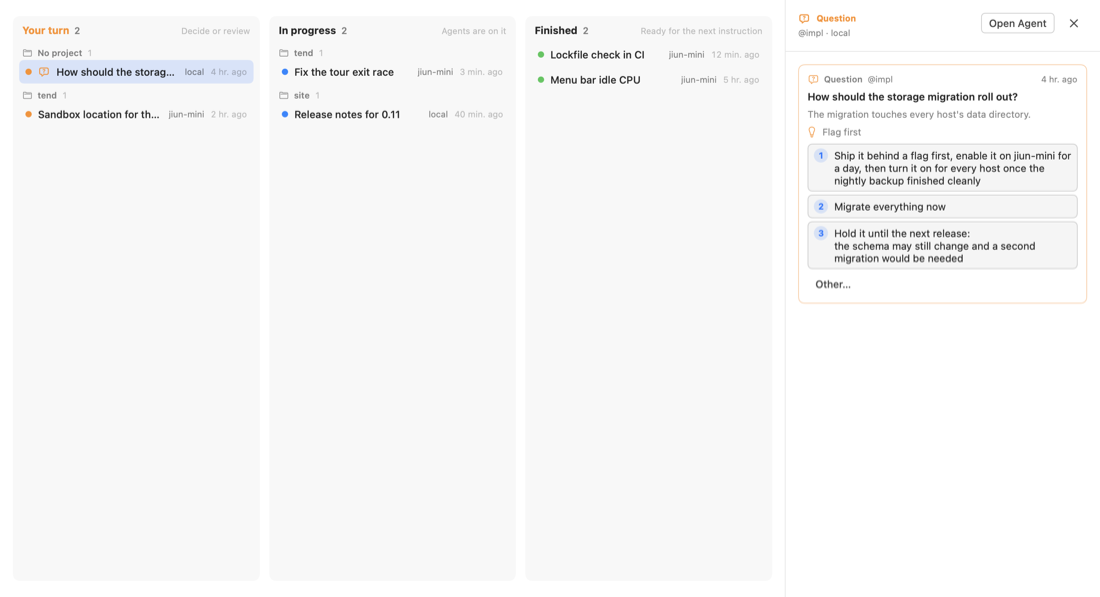 Your turn 2 Decide or review
No project 1
How should the storag... local 4 hr. ago
tend 1
Sandbox location for th... jiun-mini 2 hr. ago
In progress 2 Agents are on it
tend 1
Fix the tour exit race jiun-mini 3 min. ago
site 1
Release notes for 0.11 local 40 min. ago
Finished 2 Ready for the next instruction
Lockfile check in CI jiun-mini 12 min. ago
Menu bar idle CPU jiun-mini 5 hr. ago
Question
@impl · local
Open Agent
Question @impl 4 hr. ago
How should the storage migration roll out?
The migration touches every host's data directory.
Flag first
1 Ship it behind a flag first, enable it on jiun-mini for
a day, then turn it on for every host once the
nightly backup finished cleanly
2 Migrate everything now
3 Hold it until the next release:
the schema may still change and a second
migration would be needed
Other...